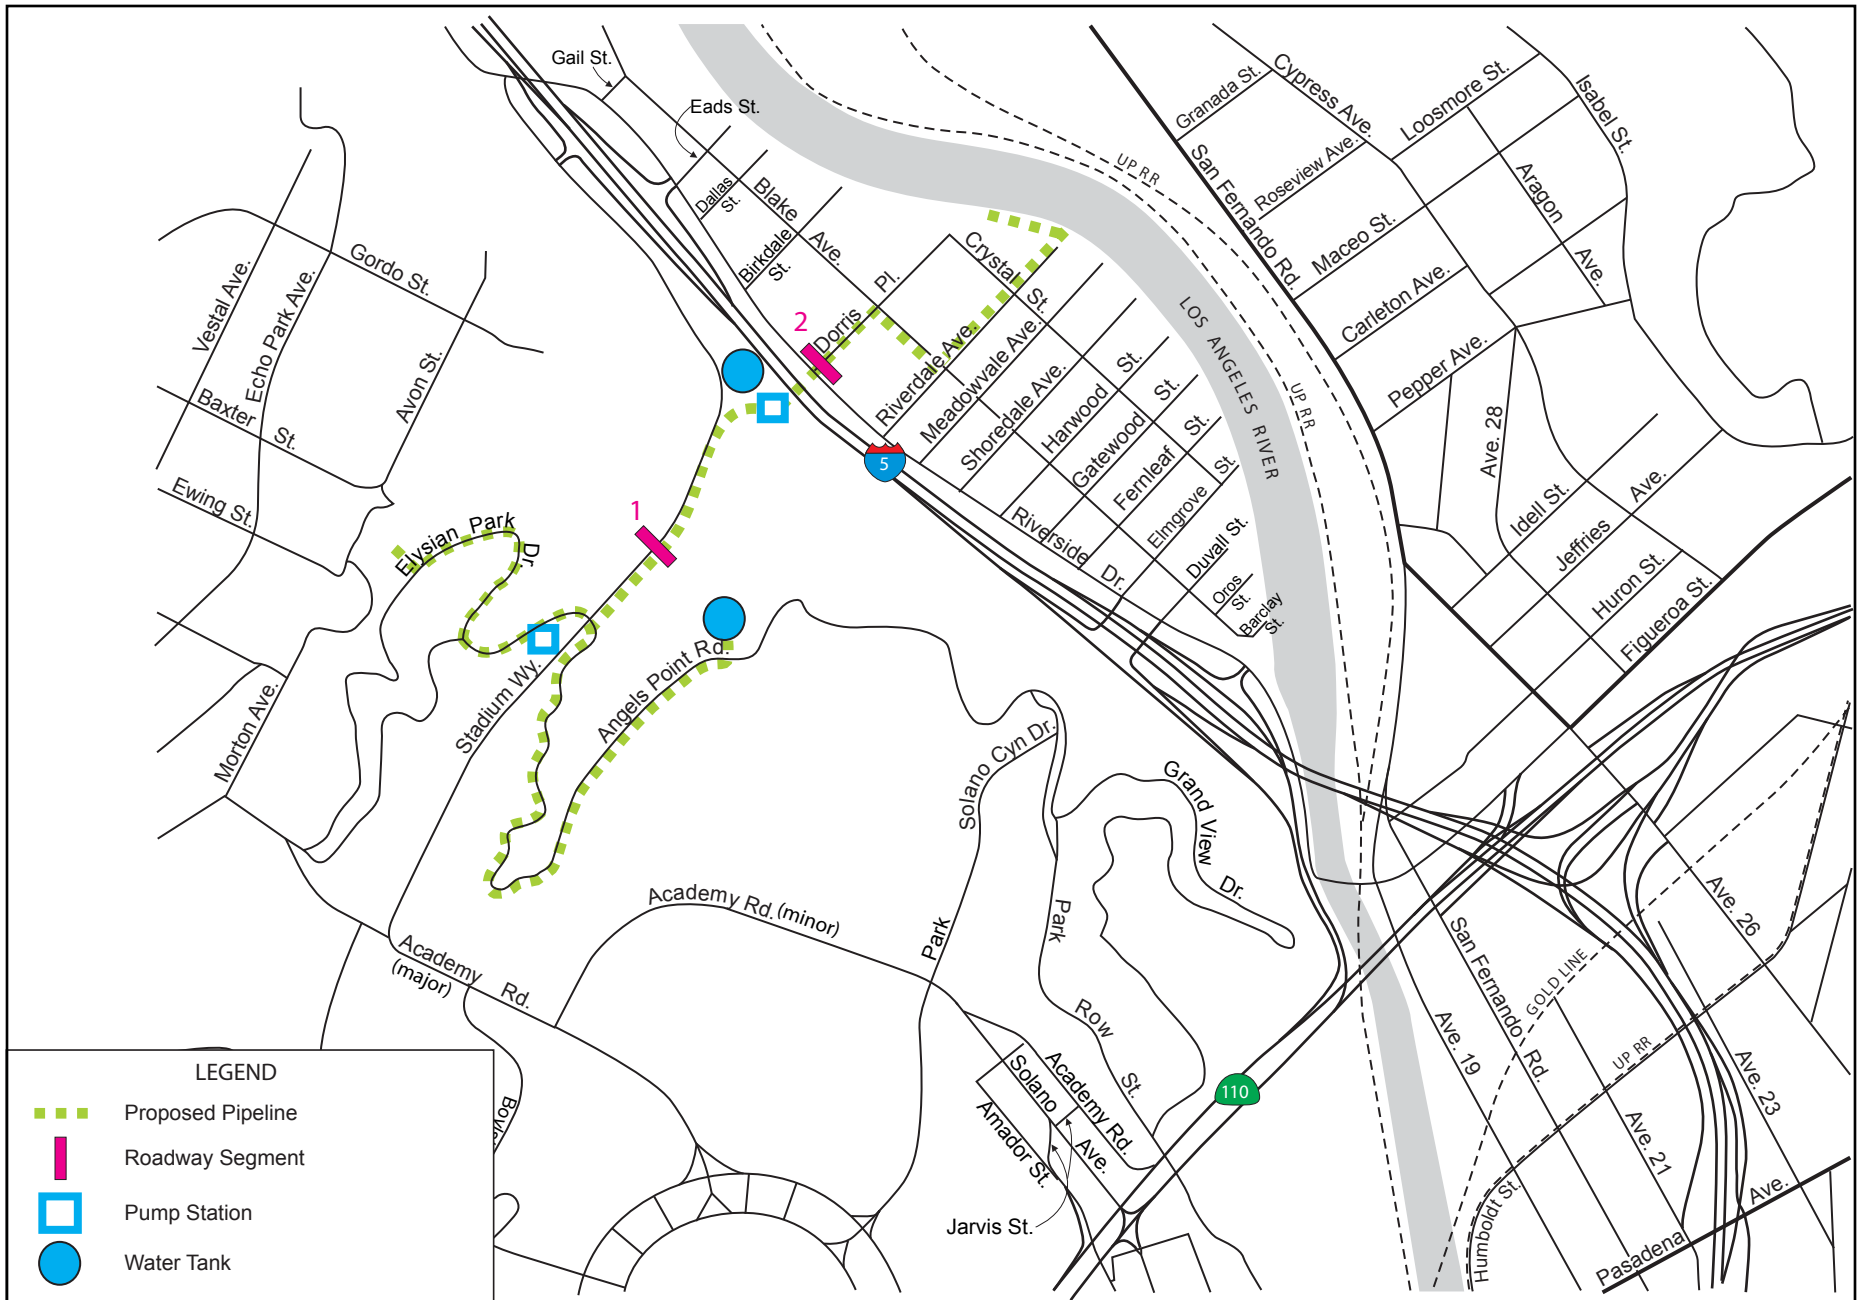 Gail St.
Eads St.
Dallas
St.
Blake
Ave.
Birkdale
St.
Dorris
Pl.
Crystal
St.
Riverdale Ave.
Meadowvale Ave.
Shoredale Ave.
Harwood
St.
Gatewood
St.
Fernleaf
St.
Elmgrove
St.
Duvall St.
Oros
St.
Barclay
St.
Riverside
Dr.
5
2
1
LOS ANGELES RIVER
UP RR
UP RR
Granada St.
Cypress Ave.
Loosmore St.
Isabel St.
San Fernando Rd.
Roseview Ave.
Aragon
Ave.
Maceo St.
Carleton Ave.
Pepper Ave.
Ave. 28
Idell St.
Jeffries
Ave.
Huron St.
Figueroa St.
Vestal Ave.
Echo Park Ave.
Gordo St.
Avon St.
Baxter
St.
Ewing St.
Elysian Park
Dr.
Morton Ave.
Stadium Wy.
Angels Point Rd.
Solano Cyn Dr.
Grand View
Dr.
Academy Rd. (minor)
Park
Park
Row
St.
Academy
Rd.
(major)
Solano
Ave.
Academy Rd.
Amador St.
Jarvis St.
110
San Fernando
Rd.
Ave. 19
Ave. 21
Ave. 23
Ave. 26
GOLD LINE
UP RR
Humboldt St.
Pasadena
Ave.
LEGEND
Proposed Pipeline
Roadway Segment
Pump Station
Water Tank